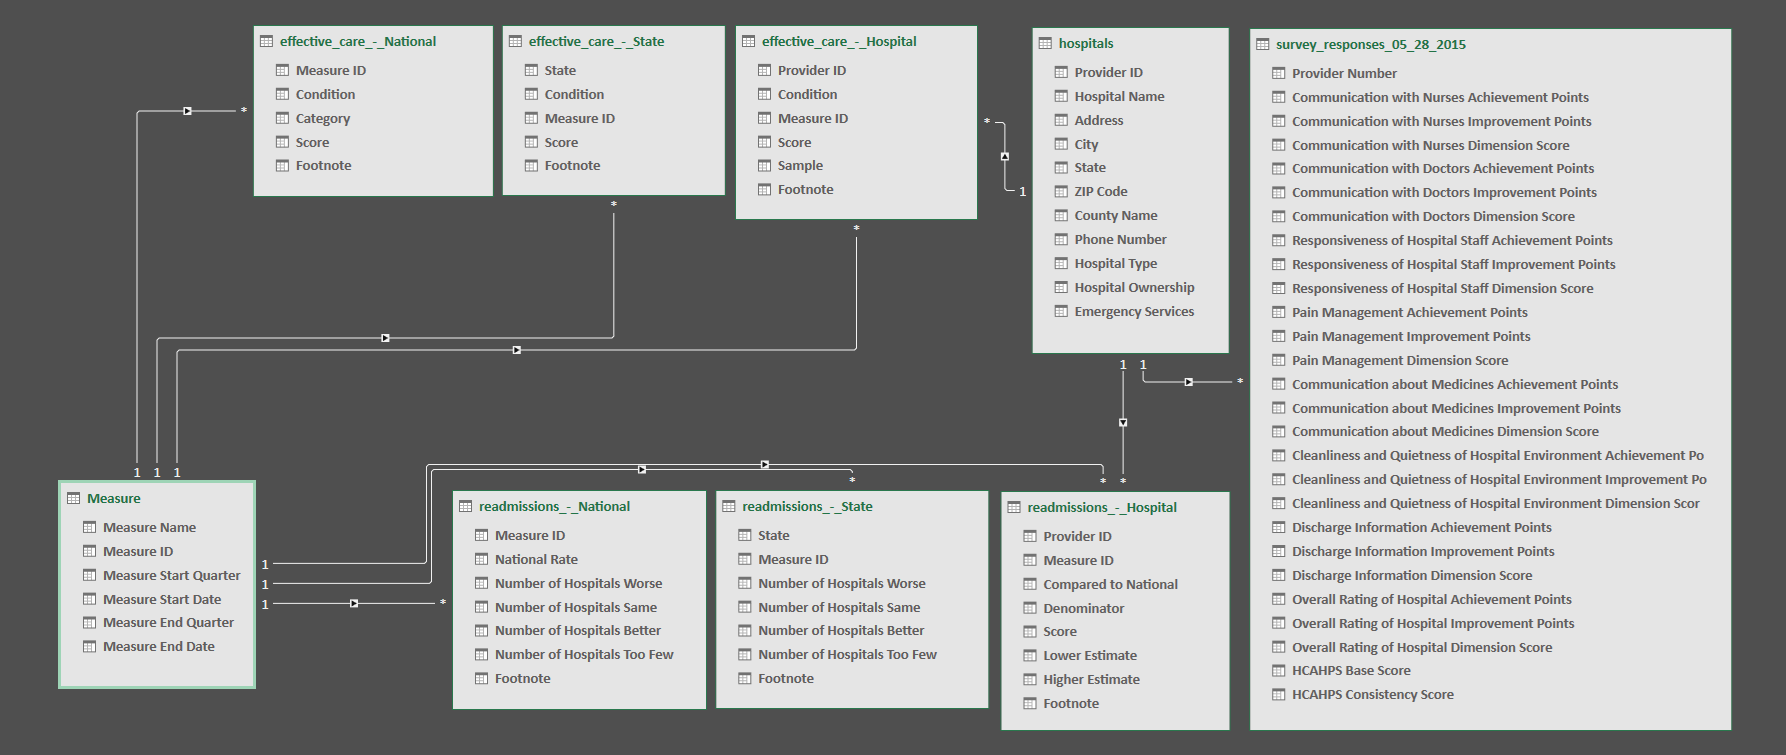 effective_care_-_National
Measure ID
Condition
Category
Score
Footnote
effective_care_-_State
State
Condition
Measure ID
Score
Footnote
effective_care_-_Hospital
Provider ID
Condition
Measure ID
Score
Sample
Footnote
hospitals
Provider ID
Hospital Name
Address
City
State
ZIP Code
County Name
Phone Number
Hospital Type
Hospital Ownership
Emergency Services
survey_responses_05_28_2015
Provider Number
Communication with Nurses Achievement Points
Communication with Nurses Improvement Points
Communication with Nurses Dimension Score
Communication with Doctors Achievement Points
Communication with Doctors Improvement Points
Communication with Doctors Dimension Score
Responsiveness of Hospital Staff Achievement Points
Responsiveness of Hospital Staff Improvement Points
Responsiveness of Hospital Staff Dimension Score
Pain Management Achievement Points
Pain Management Improvement Points
Pain Management Dimension Score
Communication about Medicines Achievement Points
Communication about Medicines Improvement Points
Communication about Medicines Dimension Score
Cleanliness and Quietness of Hospital Environment Achievement Po
Cleanliness and Quietness of Hospital Environment Improvement Po
Cleanliness and Quietness of Hospital Environment Dimension Scor
Discharge Information Achievement Points
Discharge Information Improvement Points
Discharge Information Dimension Score
Overall Rating of Hospital Achievement Points
Overall Rating of Hospital Improvement Points
Overall Rating of Hospital Dimension Score
HCAHPS Base Score
HCAHPS Consistency Score
*
*
*
*
1
1 1
*
1 1 1
* * *
Measure
Measure Name
Measure ID
Measure Start Quarter
Measure Start Date
Measure End Quarter
Measure End Date
1
1
1
*
readmissions_-_National
Measure ID
National Rate
Number of Hospitals Worse
Number of Hospitals Same
Number of Hospitals Better
Number of Hospitals Too Few
Footnote
readmissions_-_State
State
Measure ID
Number of Hospitals Worse
Number of Hospitals Same
Number of Hospitals Better
Number of Hospitals Too Few
Footnote
readmissions_-_Hospital
Provider ID
Measure ID
Compared to National
Denominator
Score
Lower Estimate
Higher Estimate
Footnote